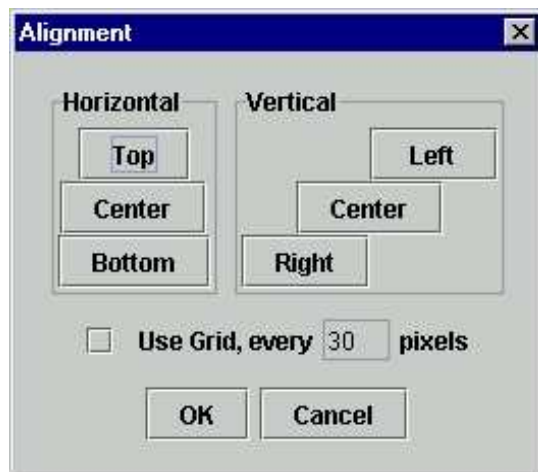 Alignment
Horizontal
Top
Center
Bottom
Vertical
Left
Center
Right
Use Grid, every 30 pixels
OK Cancel